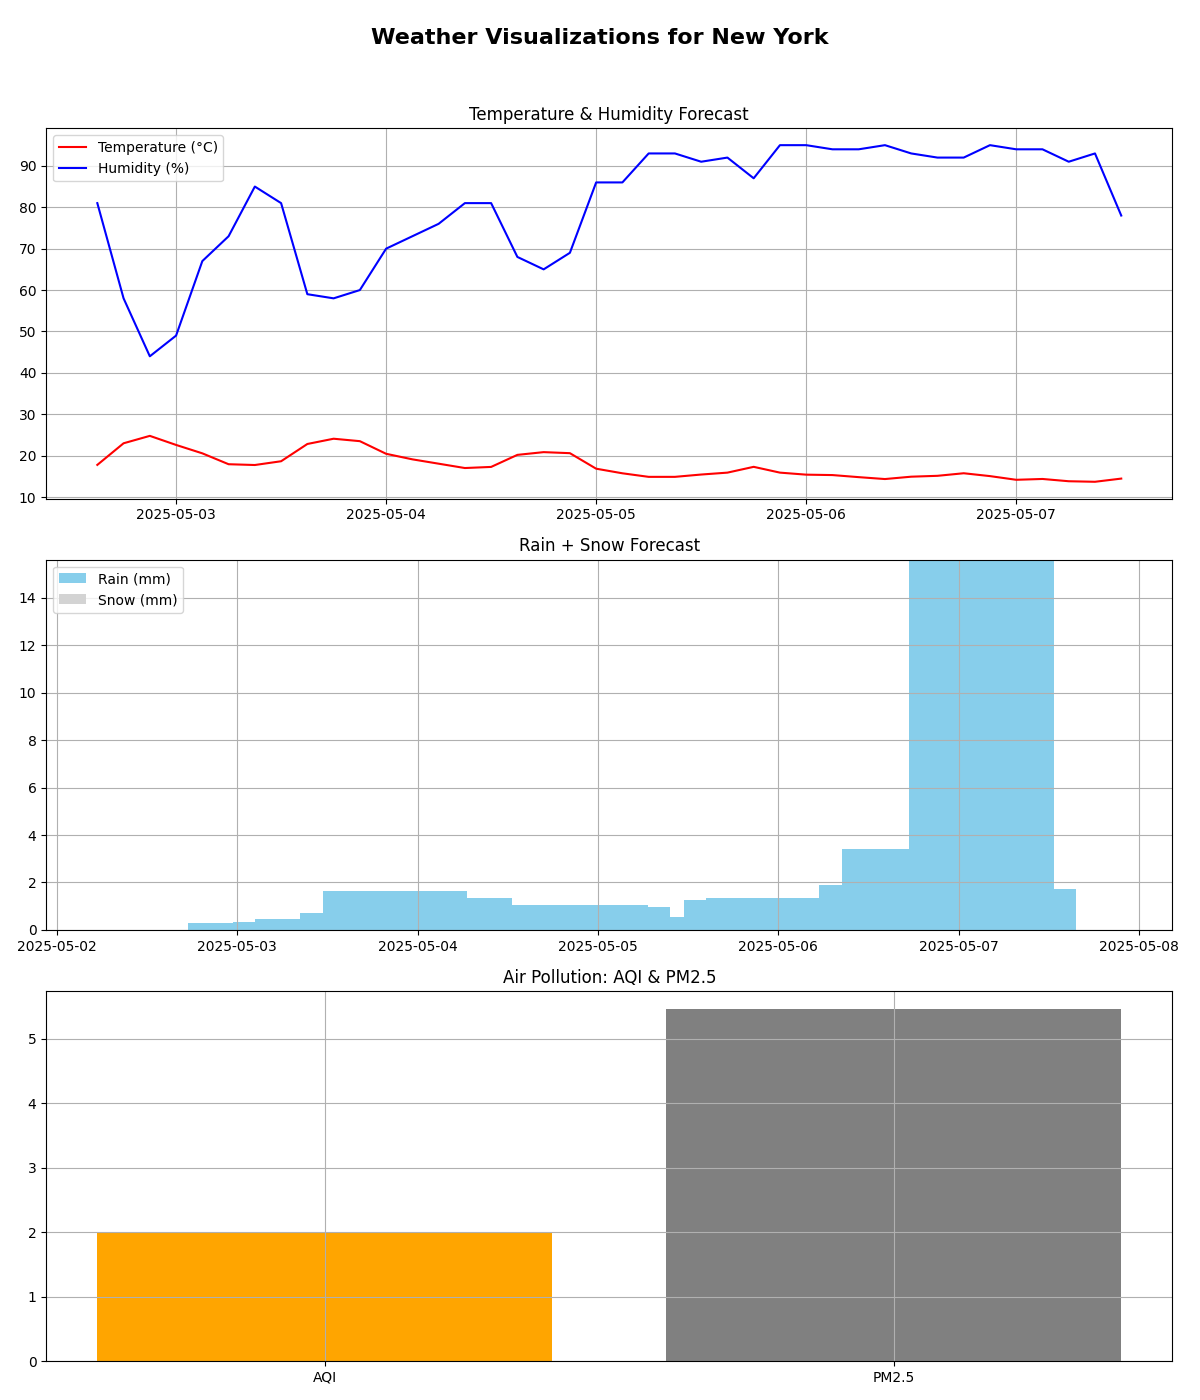 Weather Visualizations for New York
Temperature & Humidity Forecast
Temperature (°C)
Humidity (%)
90
80
70
60
50
40
30
20
10
2025-05-03 2025-05-04 2025-05-05 2025-05-06 2025-05-07
Rain + Snow Forecast
Rain (mm)
Snow (mm)
14
12
10
8
6
4
2
0
2025-05-02 2025-05-03 2025-05-04 2025-05-05 2025-05-06 2025-05-07 2025-05-08
Air Pollution: AQI & PM2.5
5
4
3
2
1
0
AQI PM2.5